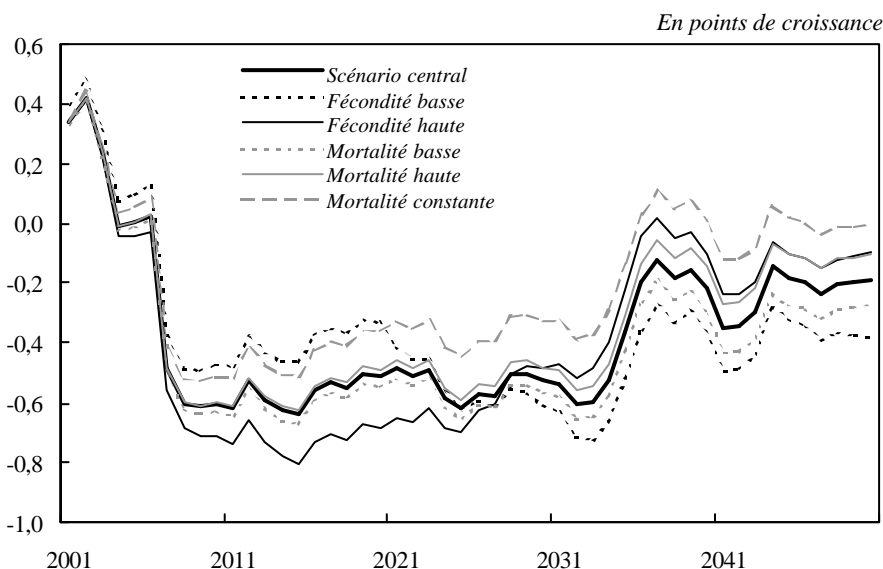 En points de croissance
0,6
0,4
0,2
0,0
-0,2
-0,4
-0,6
-0,8
-1,0
Scénario central
Fécondité basse
Fécondité haute
Mortalité basse
Mortalité haute
Mortalité constante
2001 2011 2021 2031 2041